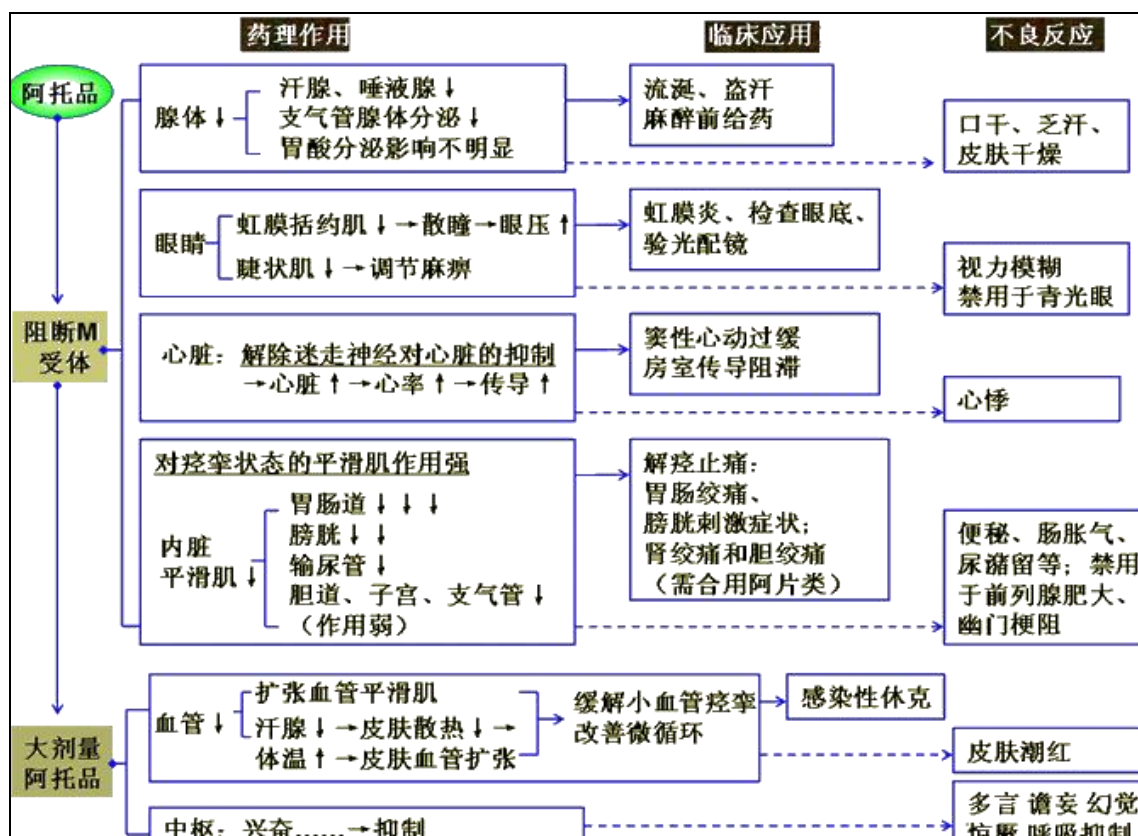 药理作用 临床应用 不良反应
阿托品
腺体↓
汗腺、唾液腺↓
支气管腺体分泌↓
胃酸分泌影响不明显
流涎、盗汗
麻醉前给药
口干、乏汗、
皮肤干燥
眼睛
虹膜括约肌↓→散瞳→眼压↑
睫状肌↓→调节麻痹
虹膜炎、检查眼底、
验光配镜
视力模糊
禁用于青光眼
阻断M
受体
心脏：解除迷走神经对心脏的抑制
→心脏↑→心率↑→传导↑
窦性心动过缓
房室传导阻滞
心悸
对痉挛状态的平滑肌作用强
内脏
平滑肌↓
胃肠道↓↓↓
膀胱↓↓
输尿管↓
胆道、子宫、支气管↓
（作用弱）
解痉止痛：
胃肠绞痛、
膀胱刺激症状；
肾绞痛和胆绞痛
（需合用阿片类）
便秘、肠胀气、
尿潴留等；禁用
于前列腺肥大、
幽门梗阻
大剂量
阿托品
血管↓
扩张血管平滑肌
汗腺↓→皮肤散热↓→
体温↑→皮肤血管扩张
缓解小血管痉挛
改善微循环
感染性休克
皮肤潮红
中枢：兴奋……→抑制
多言 谵妄 幻觉
惊厥 呼吸抑制